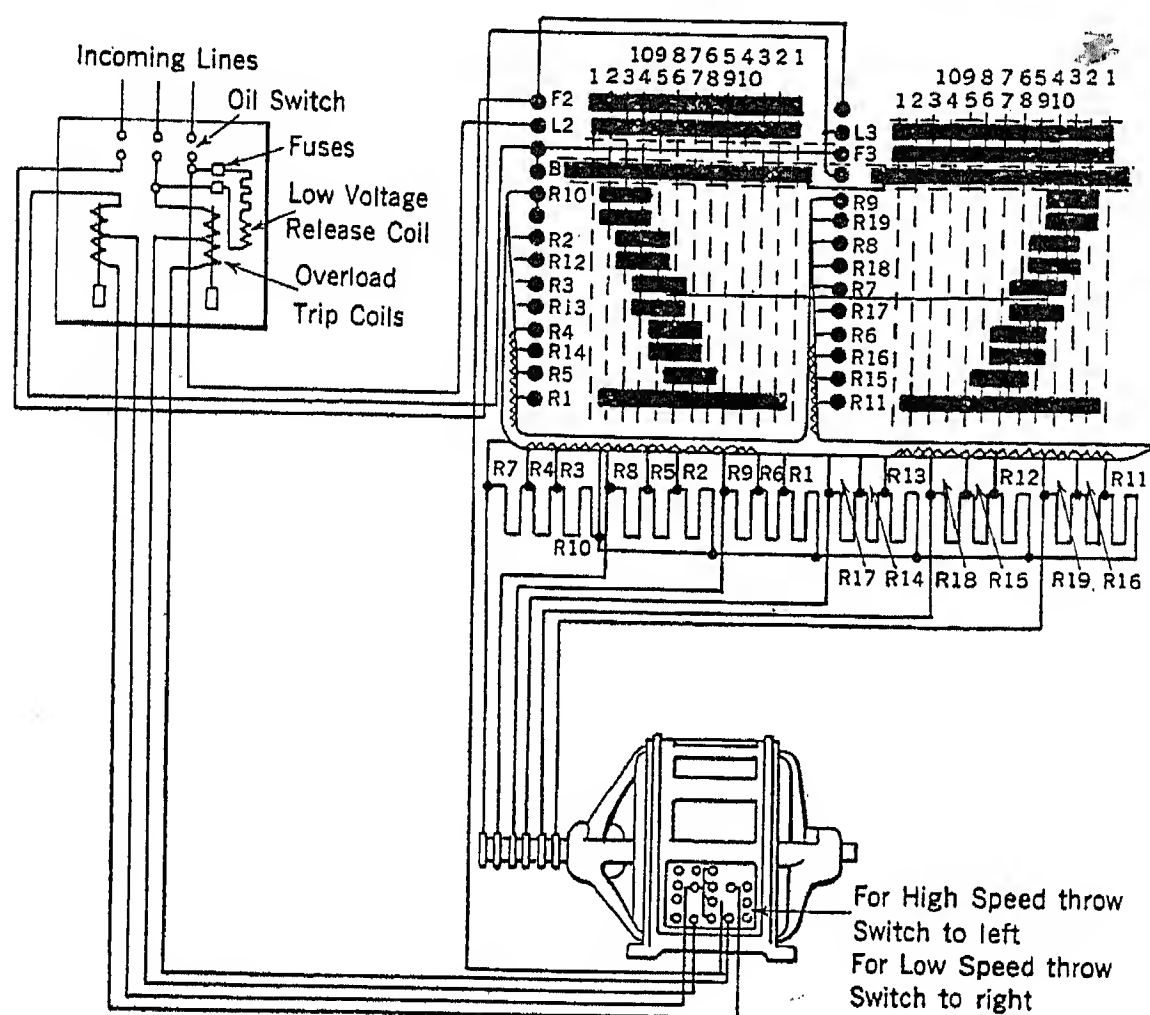 Incoming Lines
Oil Switch
Fuses
Low Voltage
Release Coil
Overload
Trip Coils
10 9 8 7 6 5 4 3 2 1
1 2 3 4 5 6 7 8 9 10
F2
L2
B
R10
R2
R12
R3
R13
R4
R14
R5
R1
10 9 8 7 6 5 4 3 2 1
1 2 3 4 5 6 7 8 9 10
L3
F3
R9
R19
R8
R18
R7
R17
R6
R16
R15
R11
R7 R4 R3 R8 R5 R2 R9 R6 R1 R13 R12 R11
R10
R17 R14 R18 R15 R19 R16
For High Speed throw
Switch to left
For Low Speed throw
Switch to right